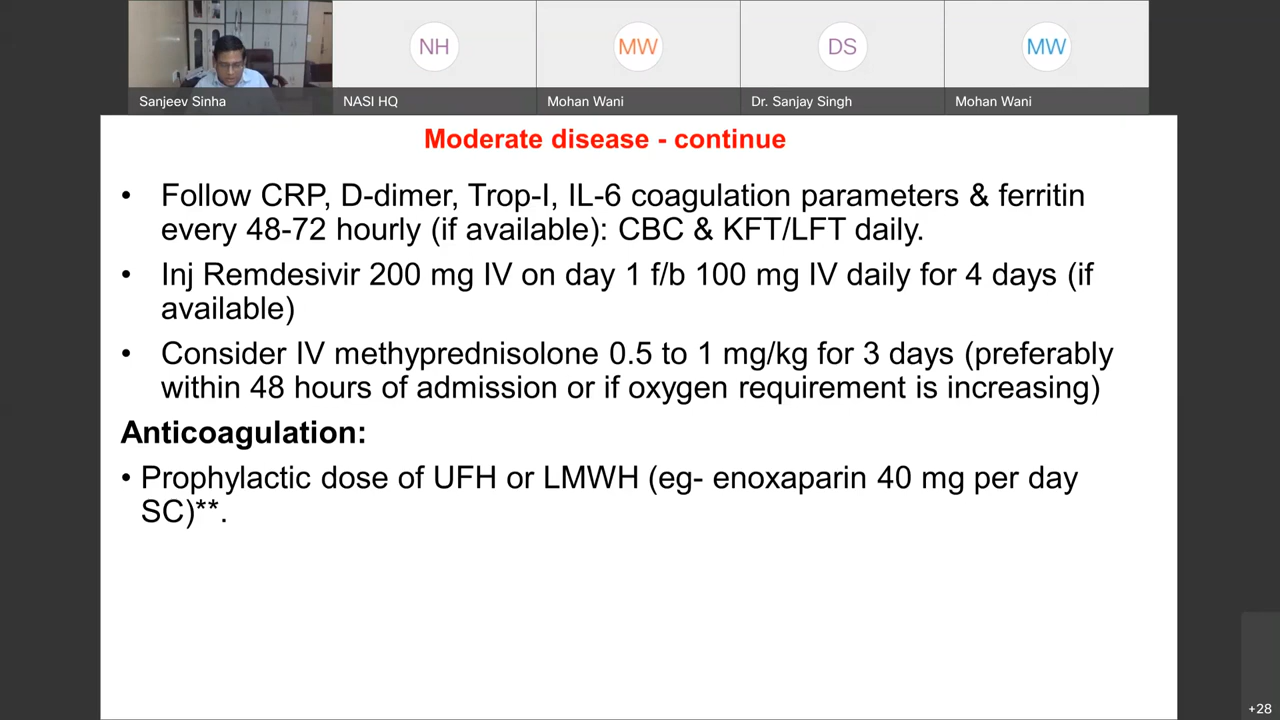 NH
MW
DS
MW
Sanjeev Sinha
NASI HQ
Mohan Wani
Dr. Sanjay Singh
Mohan Wani
Moderate disease - continue
• Follow CRP, D-dimer, Trop-I, IL-6 coagulation parameters & ferritin
every 48-72 hourly (if available): CBC & KFT/LFT daily.
• Inj Remdesivir 200 mg IV on day 1 f/b 100 mg IV daily for 4 days (if
available)
• Consider IV methyprednisolone 0.5 to 1 mg/kg for 3 days (preferably
within 48 hours of admission or if oxygen requirement is increasing)
Anticoagulation:
• Prophylactic dose of UFH or LMWH (eg- enoxaparin 40 mg per day
SC)**.
+28